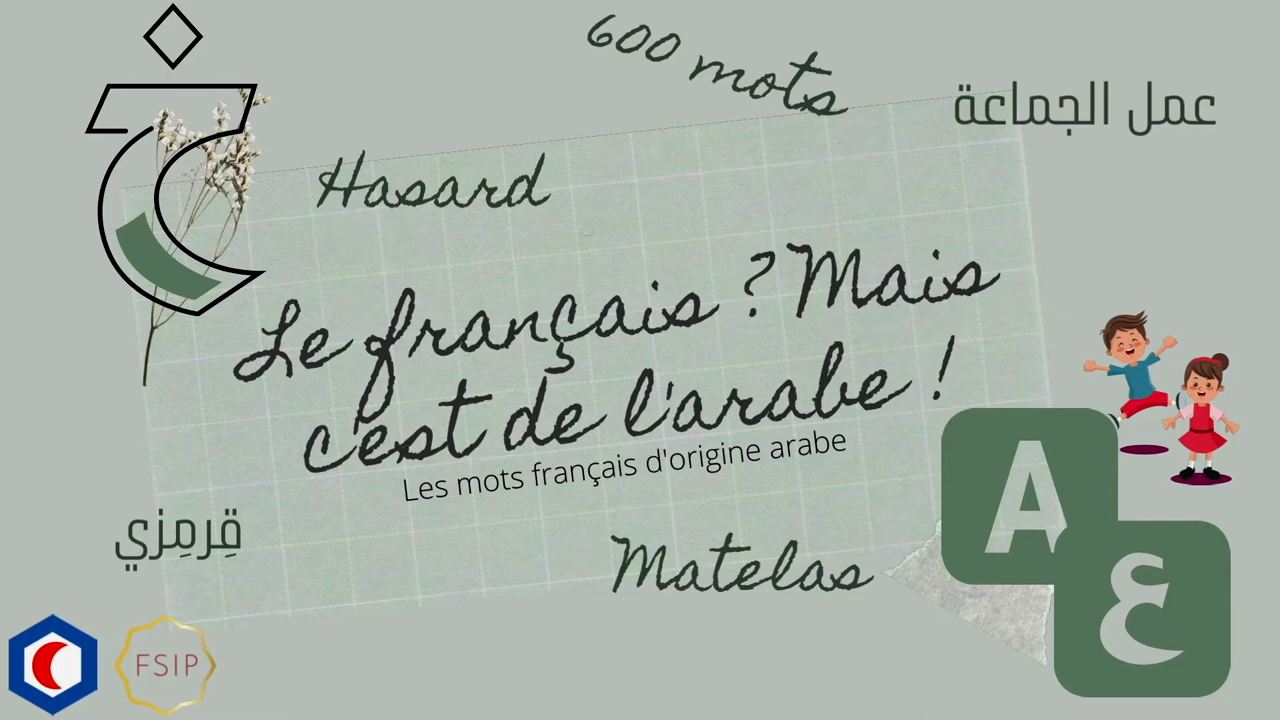 600 mots
خ
عمل الجماعة
Hasard
Le français ? Mais
c'est de l'arabe !
Les mots français d'origine arabe
قِرمِزي
Matelas
A
ع
FSIP